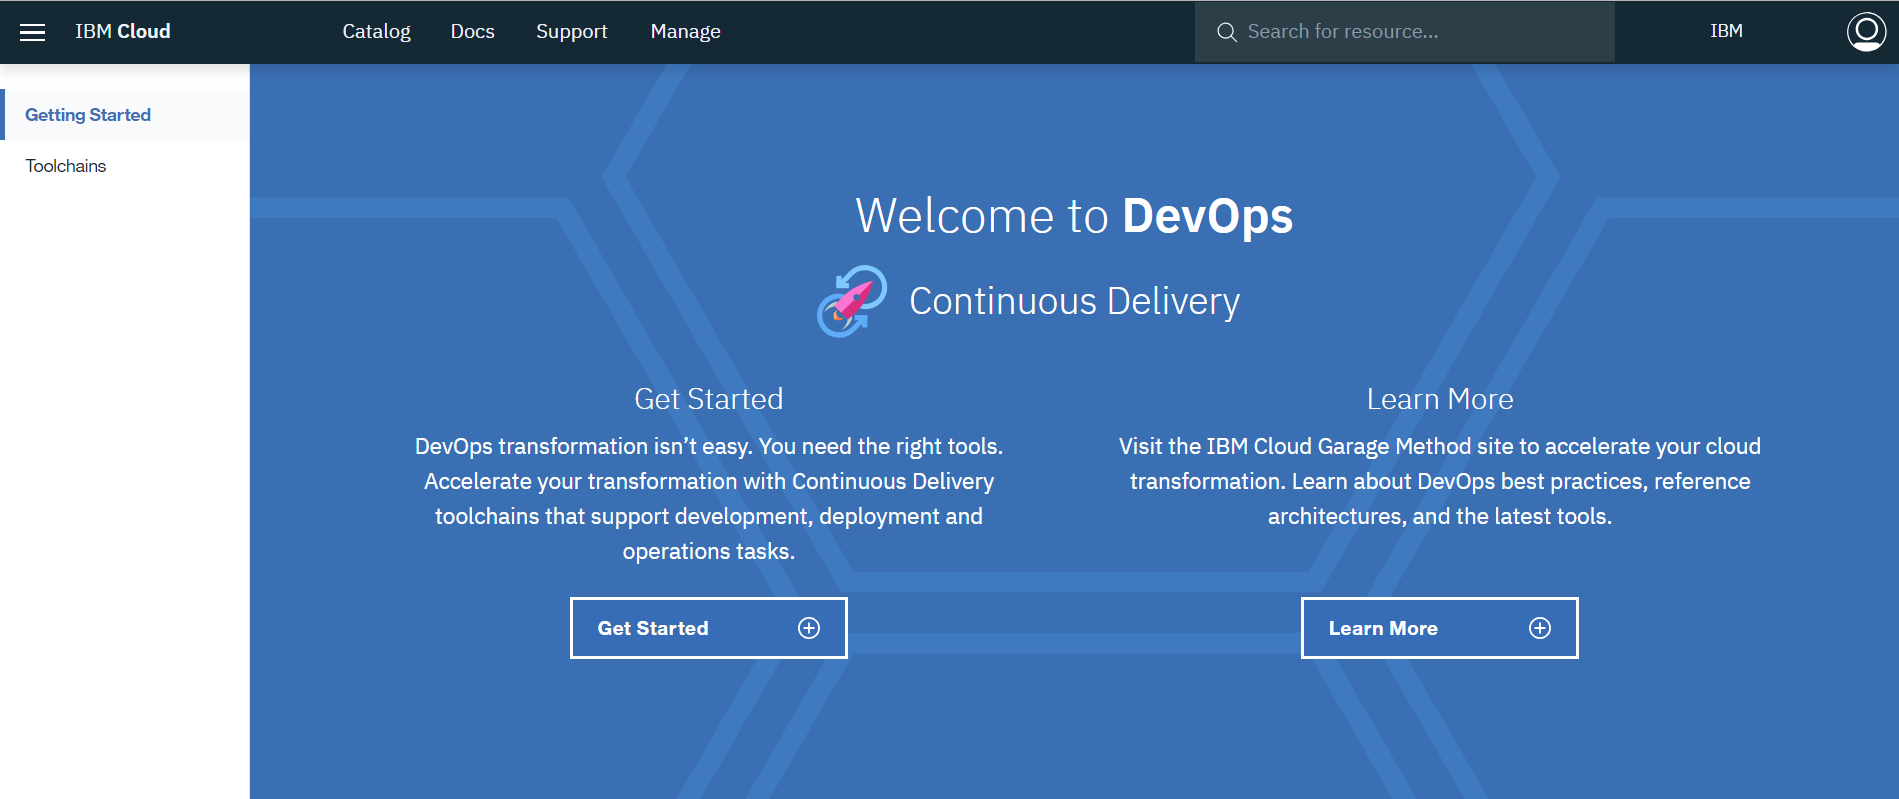 IBM Cloud
Catalog
Docs
Support
Manage
Search for resource...
IBM
Getting Started
Toolchains
Welcome to DevOps
Continuous Delivery
Get Started
DevOps transformation isn’t easy. You need the right tools.
Accelerate your transformation with Continuous Delivery
toolchains that support development, deployment and
operations tasks.
Get Started
Learn More
Visit the IBM Cloud Garage Method site to accelerate your cloud
transformation. Learn about DevOps best practices, reference
architectures, and the latest tools.
Learn More